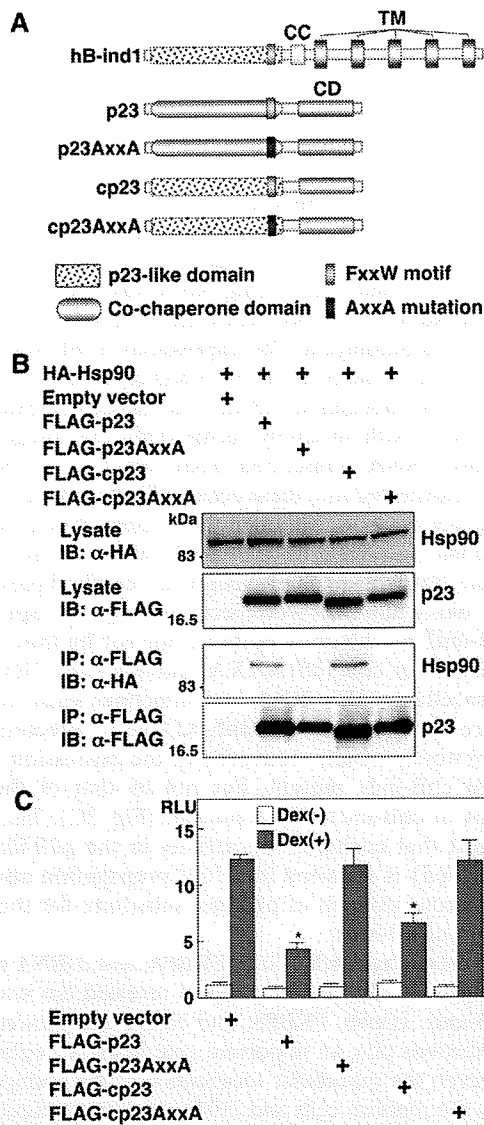 A
CC
TM
hB-ind1
CD
p23
p23AxxA
cp23
cp23AxxA
p23-like domain
FxxW motif
Co-chaperone domain
AxxA mutation
B
HA-Hsp90 + + + + +
Empty vector +
FLAG-p23 +
FLAG-p23AxxA +
FLAG-cp23 +
FLAG-cp23AxxA +
kDa
Lysate
IB: α-HA
83
Hsp90
Lysate
IB: α-FLAG
16.5
p23
IP: α-FLAG
IB: α-HA
83
Hsp90
IP: α-FLAG
IB: α-FLAG
16.5
p23
C
RLU
15
10
5
0
Dex(-)
Dex(+)
*
*
Empty vector +
FLAG-p23 +
FLAG-p23AxxA +
FLAG-cp23 +
FLAG-cp23AxxA +